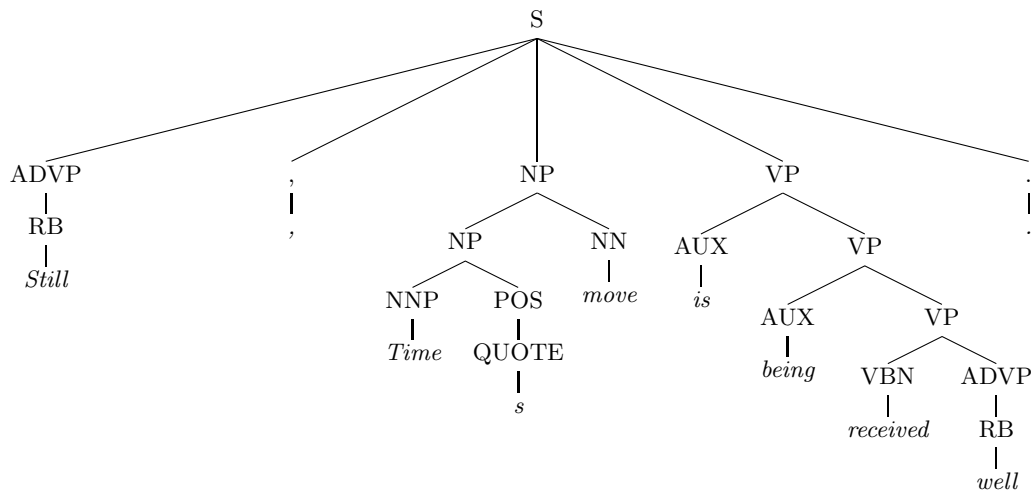 S
ADVP , NP VP .
RB , NP NN AUX VP .
Still NNP POS move is AUX VP
Time QUOTE being VBN ADVP
s received RB
well